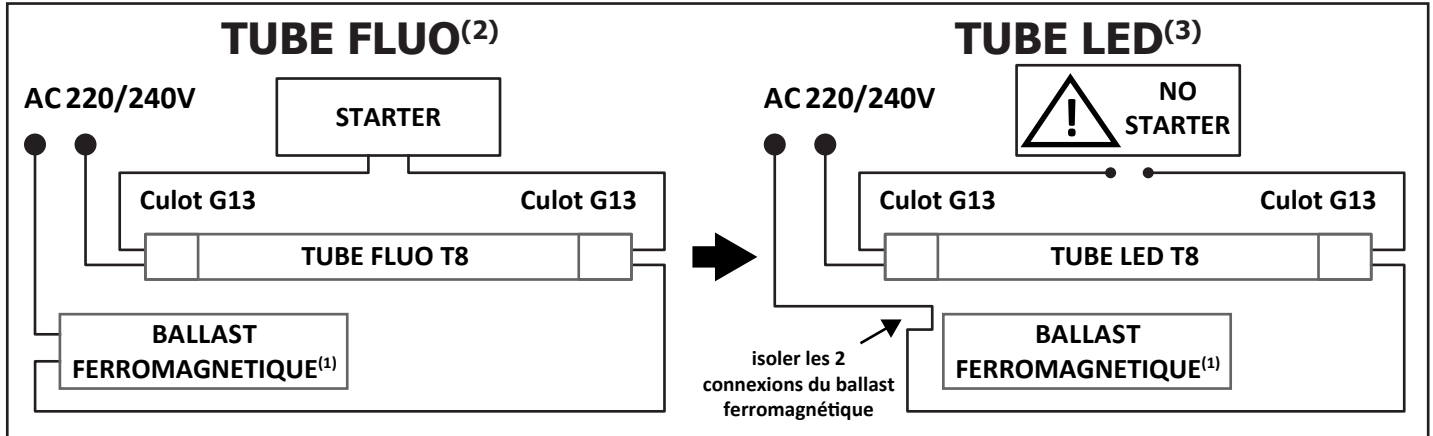 TUBE FLUO(2)
AC 220/240V
STARTER
Culot G13
Culot G13
TUBE FLUO T8
BALLAST
FERROMAGNETIQUE(1)
TUBE LED(3)
AC 220/240V
!
NO
STARTER
Culot G13
Culot G13
TUBE LED T8
isoler les 2
connexions du ballast
ferromagnétique
BALLAST
FERROMAGNETIQUE(1)